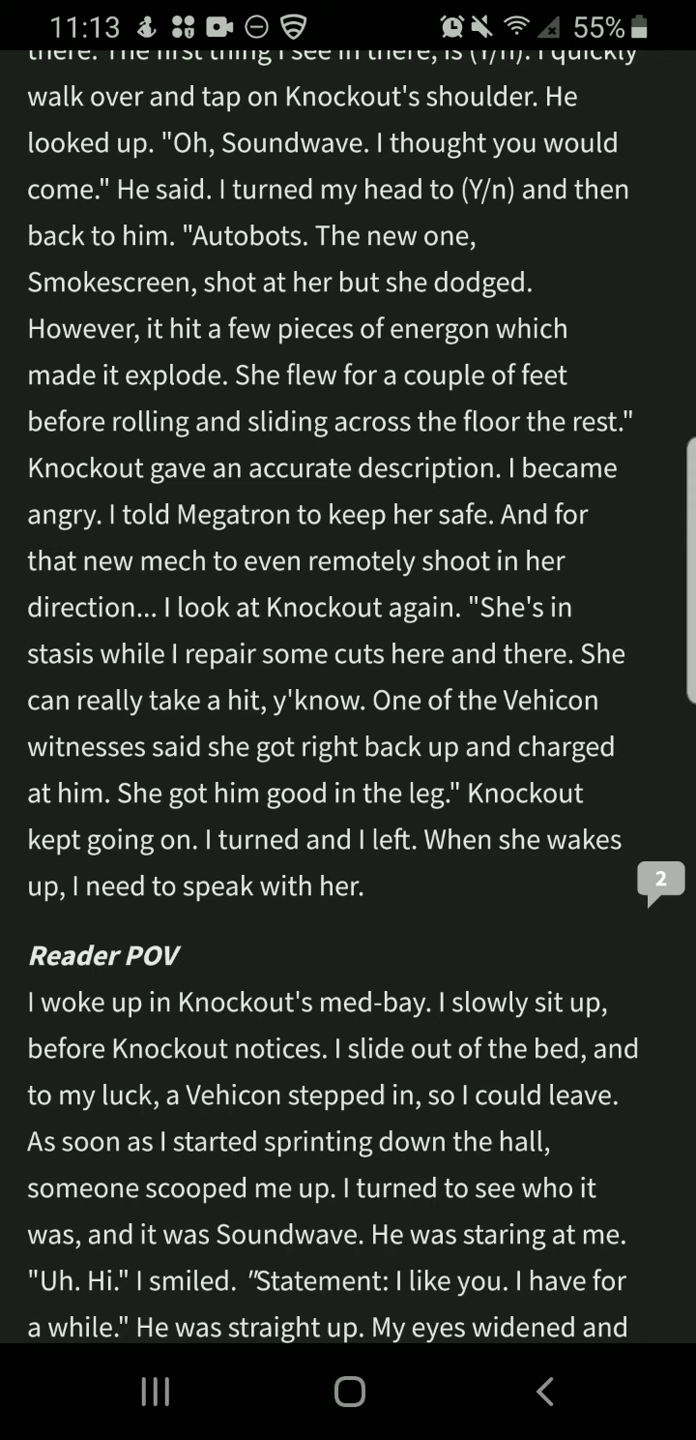 11:13 55%
there. The first thing I see in there, is (Y/n). I quickly
walk over and tap on Knockout's shoulder. He
looked up. "Oh, Soundwave. I thought you would
come." He said. I turned my head to (Y/n) and then
back to him. "Autobots. The new one,
Smokescreen, shot at her but she dodged.
However, it hit a few pieces of energon which
made it explode. She flew for a couple of feet
before rolling and sliding across the floor the rest."
Knockout gave an accurate description. I became
angry. I told Megatron to keep her safe. And for
that new mech to even remotely shoot in her
direction... I look at Knockout again. "She's in
stasis while I repair some cuts here and there. She
can really take a hit, y'know. One of the Vehicon
witnesses said she got right back up and charged
at him. She got him good in the leg." Knockout
kept going on. I turned and I left. When she wakes
up, I need to speak with her.
2
Reader POV
I woke up in Knockout's med-bay. I slowly sit up,
before Knockout notices. I slide out of the bed, and
to my luck, a Vehicon stepped in, so I could leave.
As soon as I started sprinting down the hall,
someone scooped me up. I turned to see who it
was, and it was Soundwave. He was staring at me.
"Uh. Hi." I smiled. "Statement: I like you. I have for
a while." He was straight up. My eyes widened and